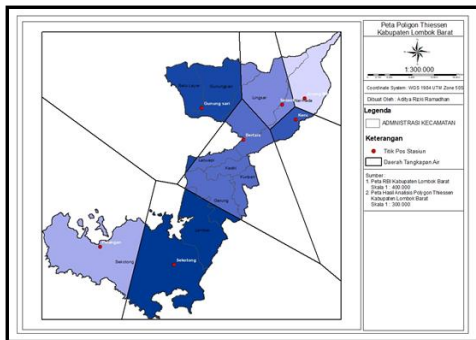 Peta Poligon Thiessen
Kabupaten Lombok Barat
1:300.000
Coordinate System: WGS 1984 UTM Zone 50S
Dibuat Oleh : Aditya Rizki Ramadhan
Legenda
ADMINISTRASI KECAMATAN
Keterangan
Titik Pos Stasiun
Daerah Tangkapan Air
Sumber :
1. Peta RBI Kabupaten Lombok Barat
Skala 1 : 400.000
2. Peta Hasil Analisis Polygon Thiessen
Kabupaten Lombok Barat
Skala 1 : 300.000
Gunungsari
Gunung sari
Lingsar
Narmada
Keru
Bertais
Labuapi
Kediri
Kuripan
Gerung
Lembar
Sekotong
Sekotong